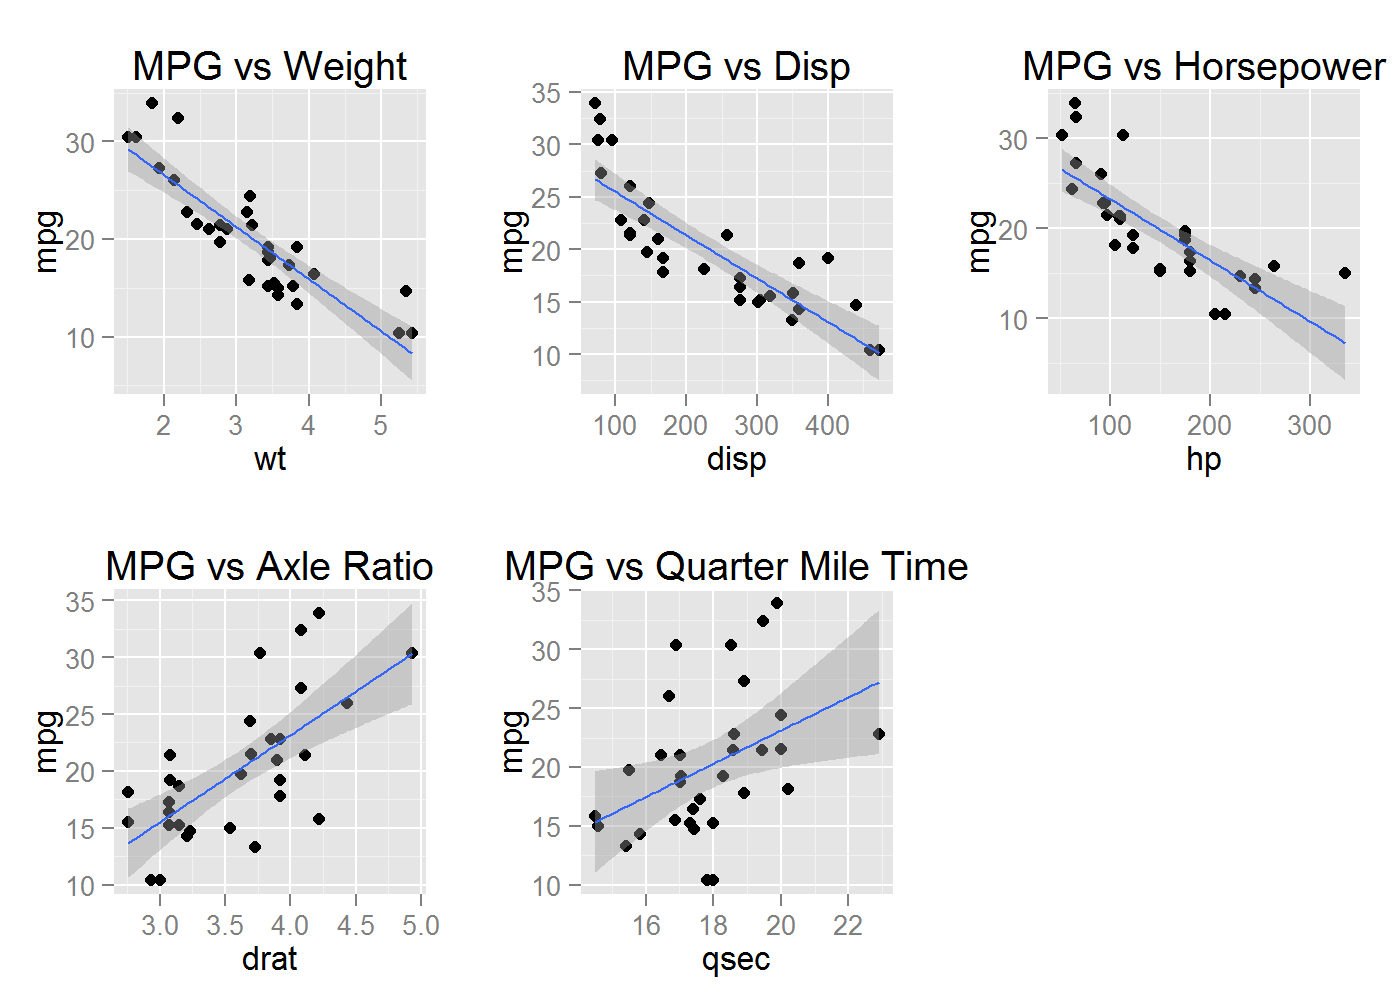 MPG vs Weight
30
20
10
mpg
2 3 4 5
wt
MPG vs Disp
35
30
25
20
15
10
mpg
100 200 300 400
disp
MPG vs Horsepower
30
20
10
mpg
100 200 300
hp
MPG vs Axle Ratio
35
30
25
20
15
10
mpg
3.0 3.5 4.0 4.5 5.0
drat
MPG vs Quarter Mile Time
35
30
25
20
15
10
mpg
16 18 20 22
qsec